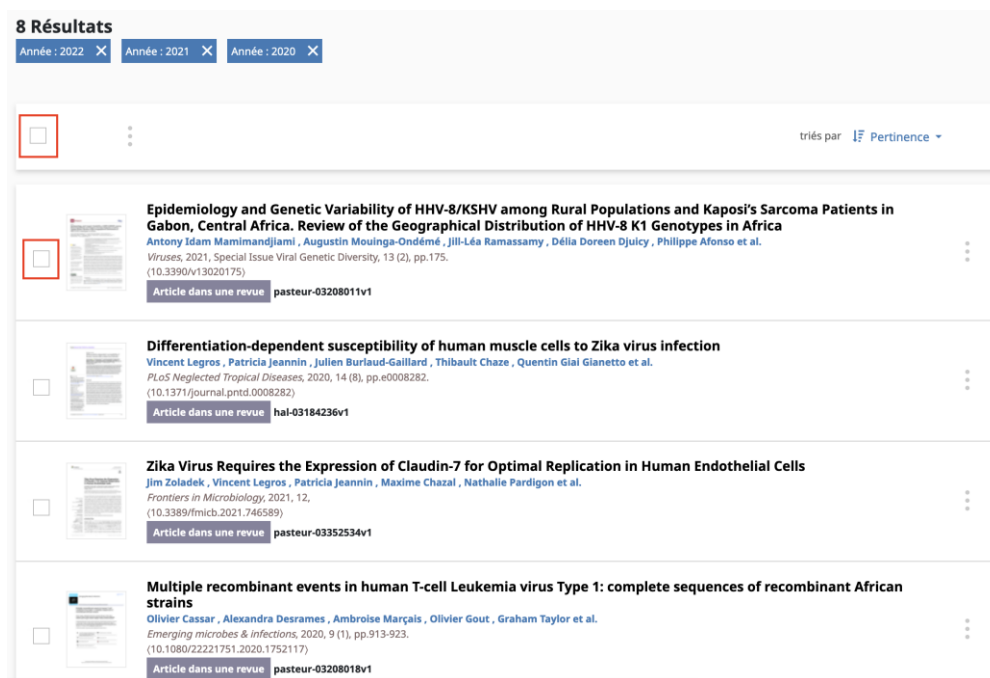 8 Résultats
Année : 2022 ✕ Année : 2021 ✕ Année : 2020 ✕
triés par Pertinence
Epidemiology and Genetic Variability of HHV-8/KSHV among Rural Populations and Kaposi’s Sarcoma Patients in
Gabon, Central Africa. Review of the Geographical Distribution of HHV-8 K1 Genotypes in Africa
Antony Idam Mamimandjiami , Augustin Mouinga-Ondémé , Jill-Léa Ramassamy , Délia Doreen Djuicy , Philippe Afonso et al.
Viruses, 2021, Special Issue Viral Genetic Diversity, 13 (2), pp.175.
⟨10.3390/v13020175⟩
Article dans une revue pasteur-03208011v1
Differentiation-dependent susceptibility of human muscle cells to Zika virus infection
Vincent Legros , Patricia Jeannin , Julien Burlaud-Gaillard , Thibault Chaze , Quentin Giai Gianetto et al.
PLoS Neglected Tropical Diseases, 2020, 14 (8), pp.e0008282.
⟨10.1371/journal.pntd.0008282⟩
Article dans une revue hal-03184236v1
Zika Virus Requires the Expression of Claudin-7 for Optimal Replication in Human Endothelial Cells
Jim Zoladek , Vincent Legros , Patricia Jeannin , Maxime Chazal , Nathalie Pardigon et al.
Frontiers in Microbiology, 2021, 12,
⟨10.3389/fmicb.2021.746589⟩
Article dans une revue pasteur-03352534v1
Multiple recombinant events in human T-cell Leukemia virus Type 1: complete sequences of recombinant African
strains
Olivier Cassar , Alexandra Desrames , Ambroise Marçais , Olivier Gout , Graham Taylor et al.
Emerging microbes & infections, 2020, 9 (1), pp.913-923.
⟨10.1080/22221751.2020.1752117⟩
Article dans une revue pasteur-03208018v1